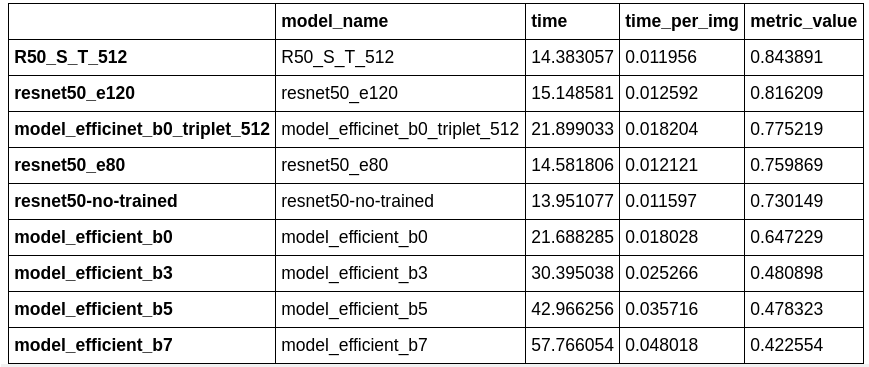 model_name time time_per_img metric_value
R50_S_T_512 R50_S_T_512 14.383057 0.011956 0.843891
resnet50_e120 resnet50_e120 15.148581 0.012592 0.816209
model_efficinet_b0_triplet_512 model_efficinet_b0_triplet_512 21.899033 0.018204 0.775219
resnet50_e80 resnet50_e80 14.581806 0.012121 0.759869
resnet50-no-trained resnet50-no-trained 13.951077 0.011597 0.730149
model_efficient_b0 model_efficient_b0 21.688285 0.018028 0.647229
model_efficient_b3 model_efficient_b3 30.395038 0.025266 0.480898
model_efficient_b5 model_efficient_b5 42.966256 0.035716 0.478323
model_efficient_b7 model_efficient_b7 57.766054 0.048018 0.422554